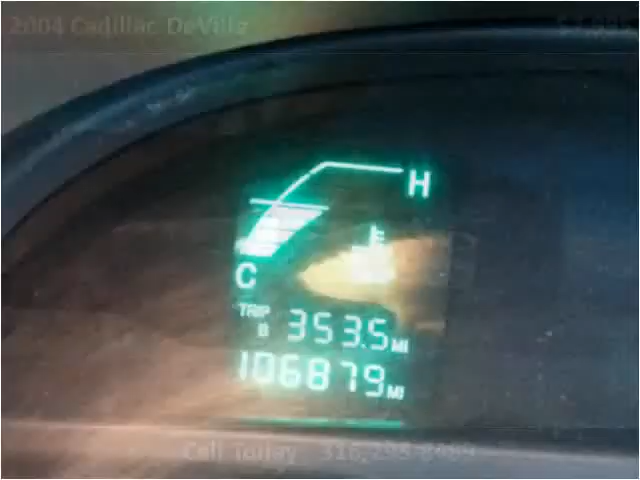 2004 Cadillac DeVille
H
C
TRIP
B 353.5 MI
106879 MI
Call Today